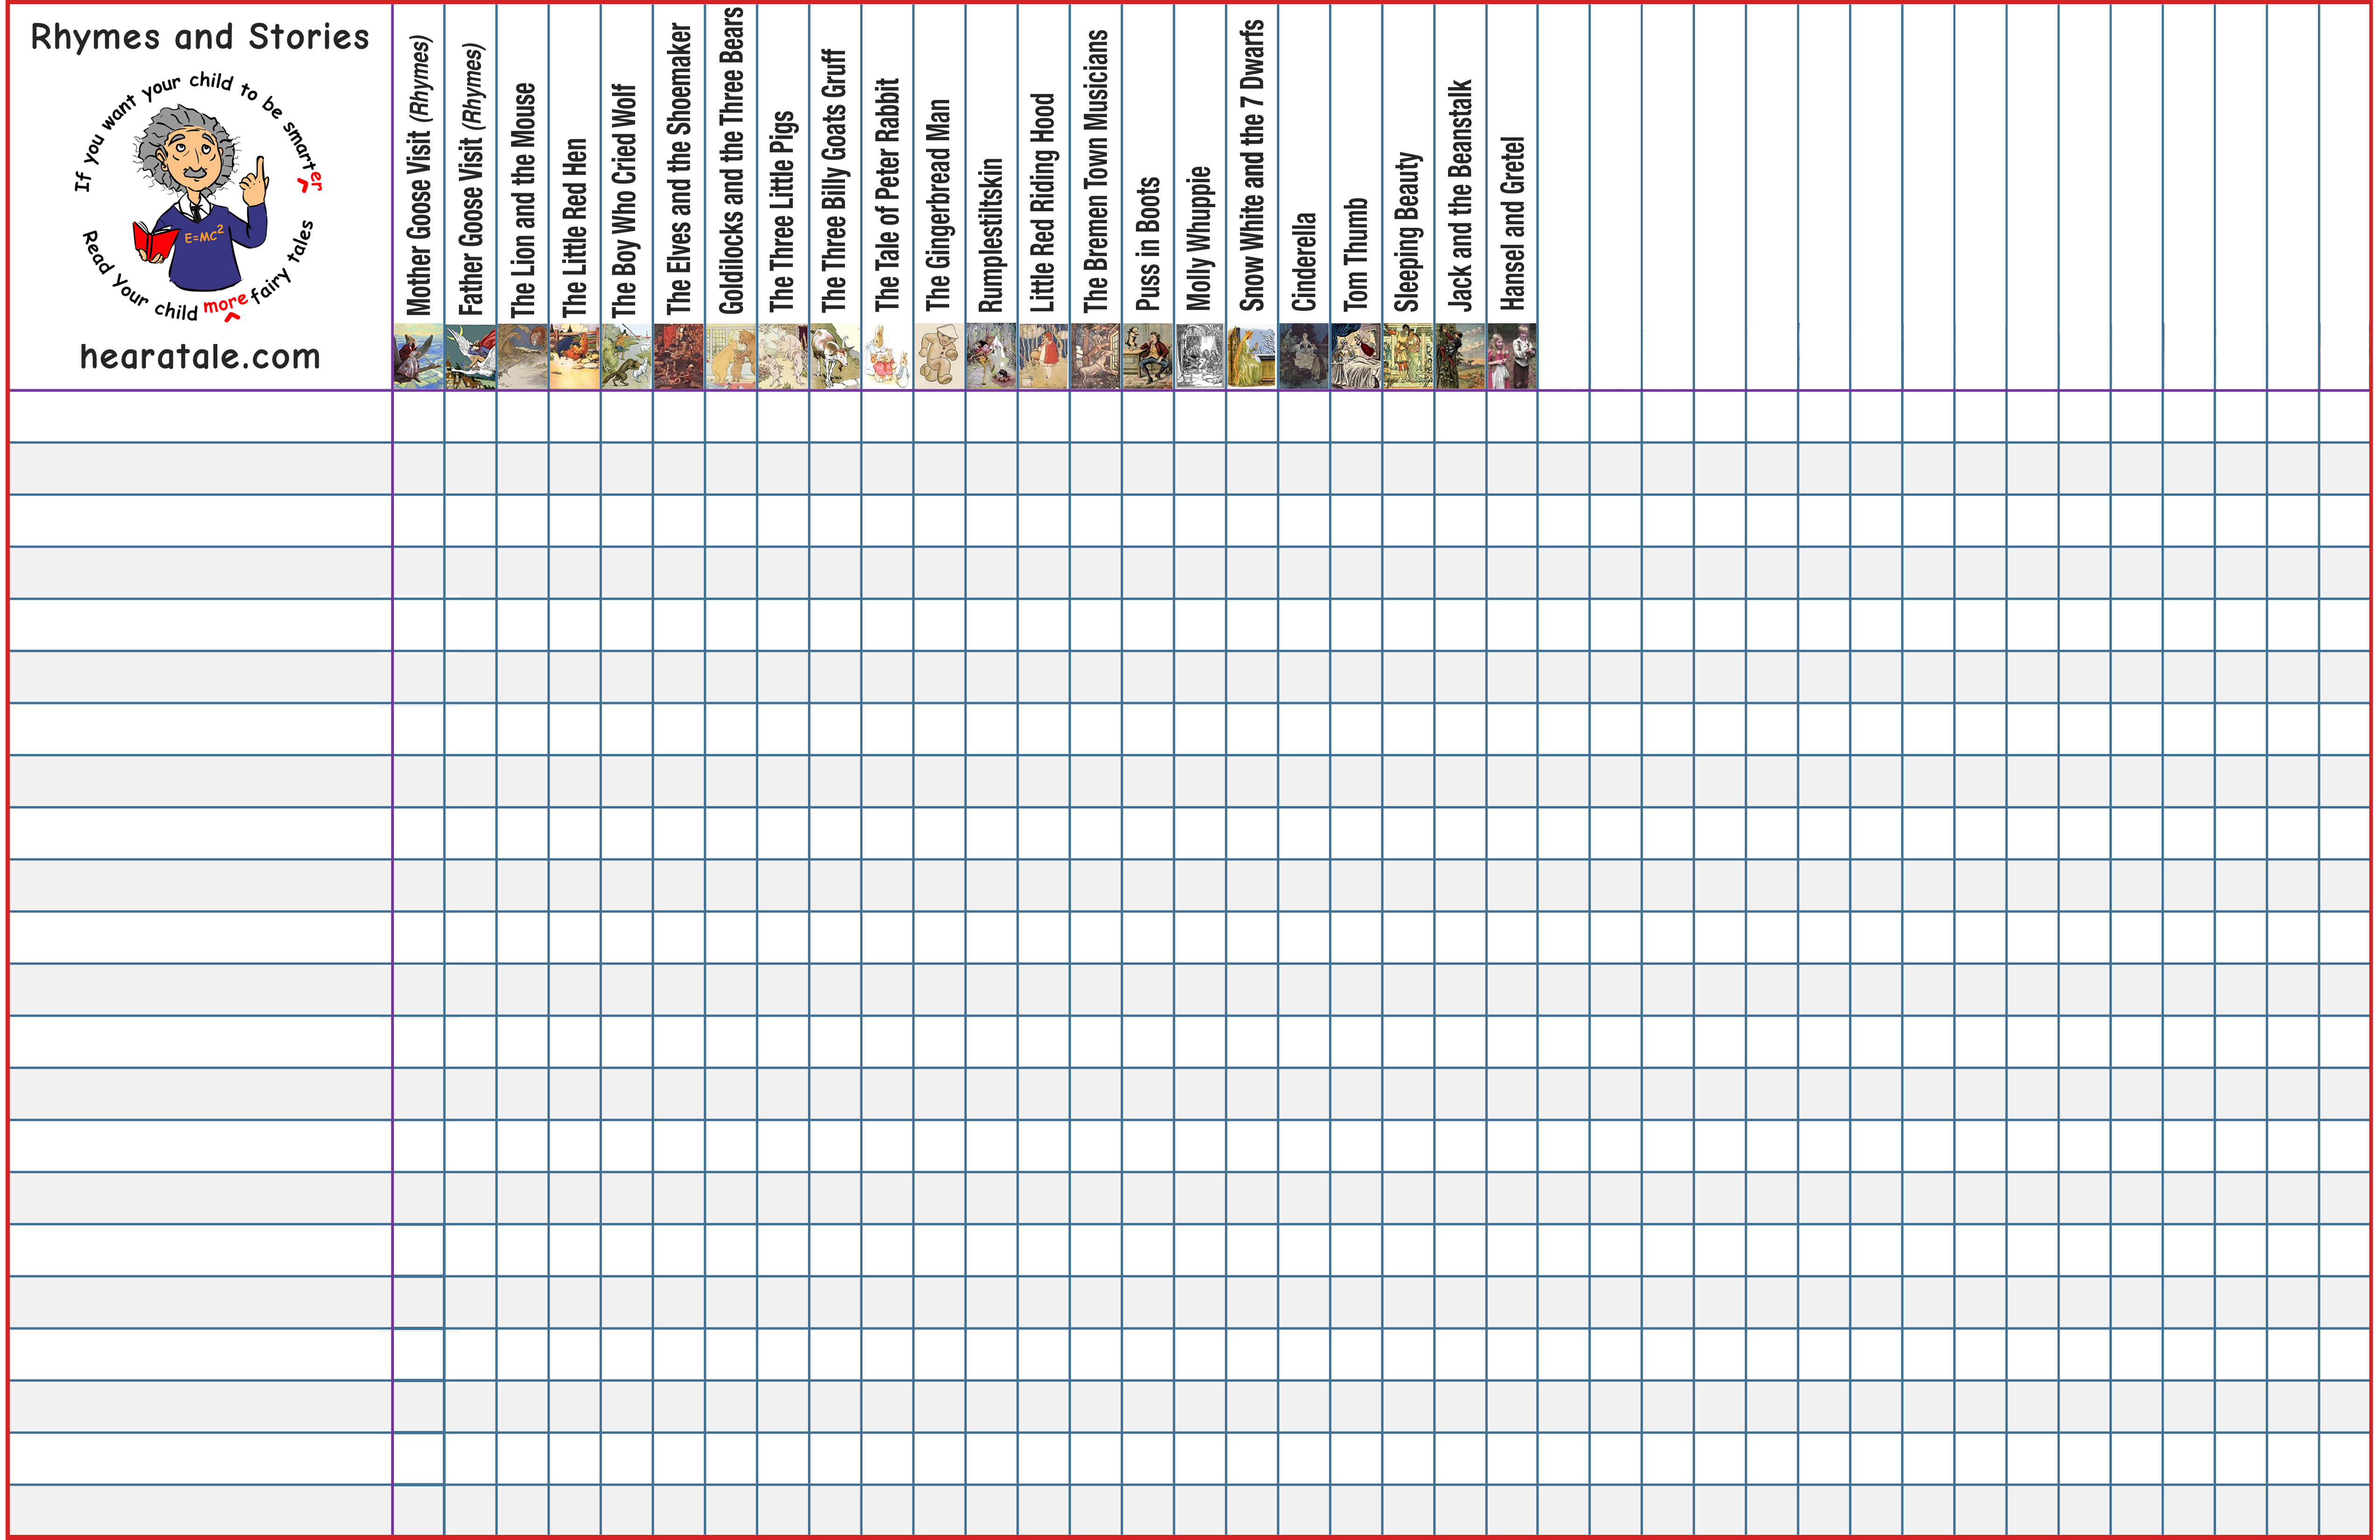 Rhymes and Stories
If you want your child to be smarter
E=MC2
Read your child more fairy tales
hearatale.com
Mother Goose Visit (Rhymes)
Father Goose Visit (Rhymes)
The Lion and the Mouse
The Little Red Hen
The Boy Who Cried Wolf
The Elves and the Shoemaker
Goldilocks and the Three Bears
The Three Little Pigs
The Three Billy Goats Gruff
The Tale of Peter Rabbit
The Gingerbread Man
Rumplestiltskin
Little Red Riding Hood
The Bremen Town Musicians
Puss in Boots
Molly Whuppie
Snow White and the 7 Dwarfs
Cinderella
Tom Thumb
Sleeping Beauty
Jack and the Beanstalk
Hansel and Gretel